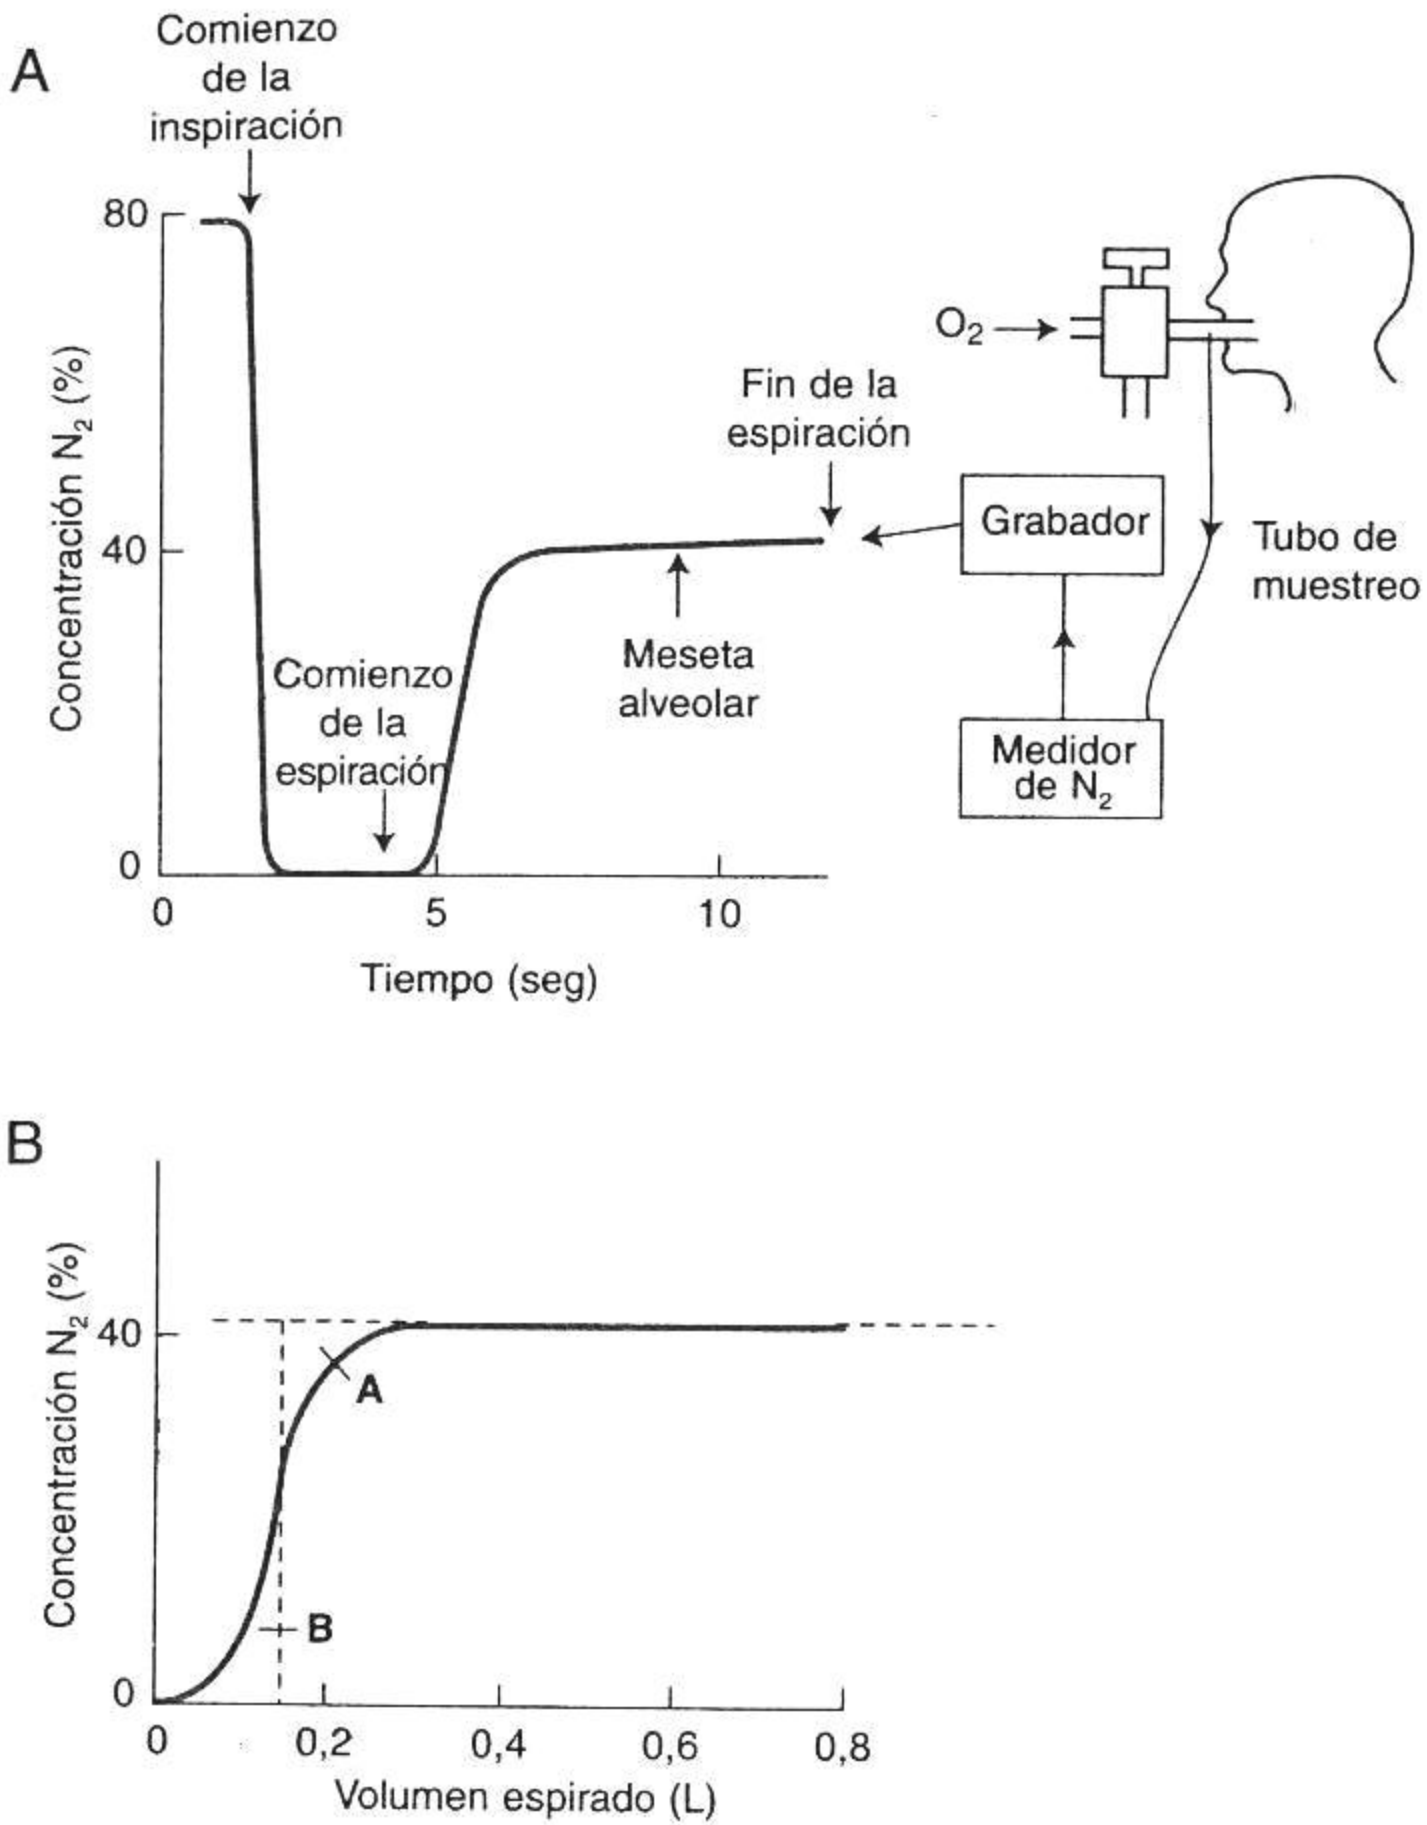 A
Comienzo
de la
inspiración
80
40
0
Concentración N₂ (%)
Comienzo
de la
espiración
Meseta
alveolar
Fin de la
espiración
0
5
10
Tiempo (seg)
O₂
Grabador
Tubo de
muestreo
Medidor
de N₂
B
40
0
Concentración N₂ (%)
A
B
0
0,2
0,4
0,6
0,8
Volumen espirado (L)